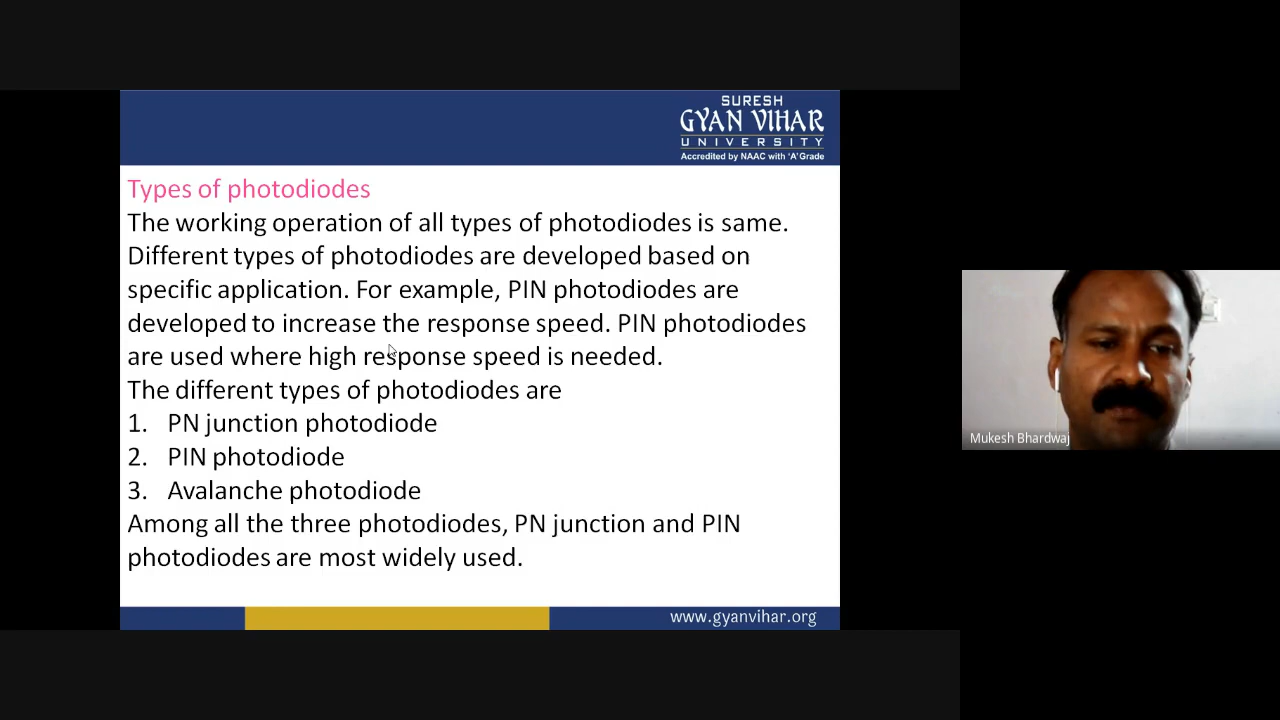 SURESH
GYAN VIHAR
UNIVERSITY
Accredited by NAAC with 'A' Grade
Types of photodiodes
The working operation of all types of photodiodes is same.
Different types of photodiodes are developed based on
specific application. For example, PIN photodiodes are
developed to increase the response speed. PIN photodiodes
are used where high response speed is needed.
The different types of photodiodes are
1. PN junction photodiode
2. PIN photodiode
3. Avalanche photodiode
Among all the three photodiodes, PN junction and PIN
photodiodes are most widely used.
www.gyanvihar.org
Mukesh Bhardwaj